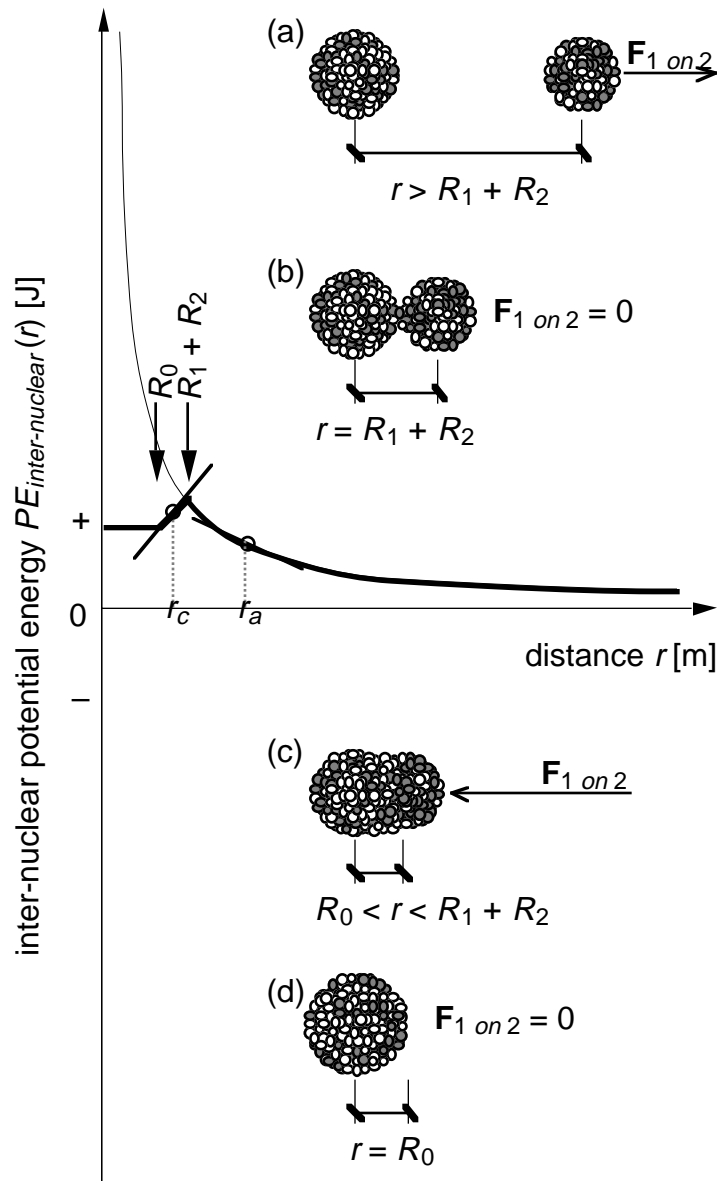 (a)
F1 on 2
r > R1 + R2
(b)
F1 on 2 = 0
r = R1 + R2
inter-nuclear potential energy PEinter-nuclear(r) [J]
R0
R1 + R2
+
0
rc
ra
distance r [m]
–
(c)
F1 on 2
R0 < r < R1 + R2
(d)
F1 on 2 = 0
r = R0